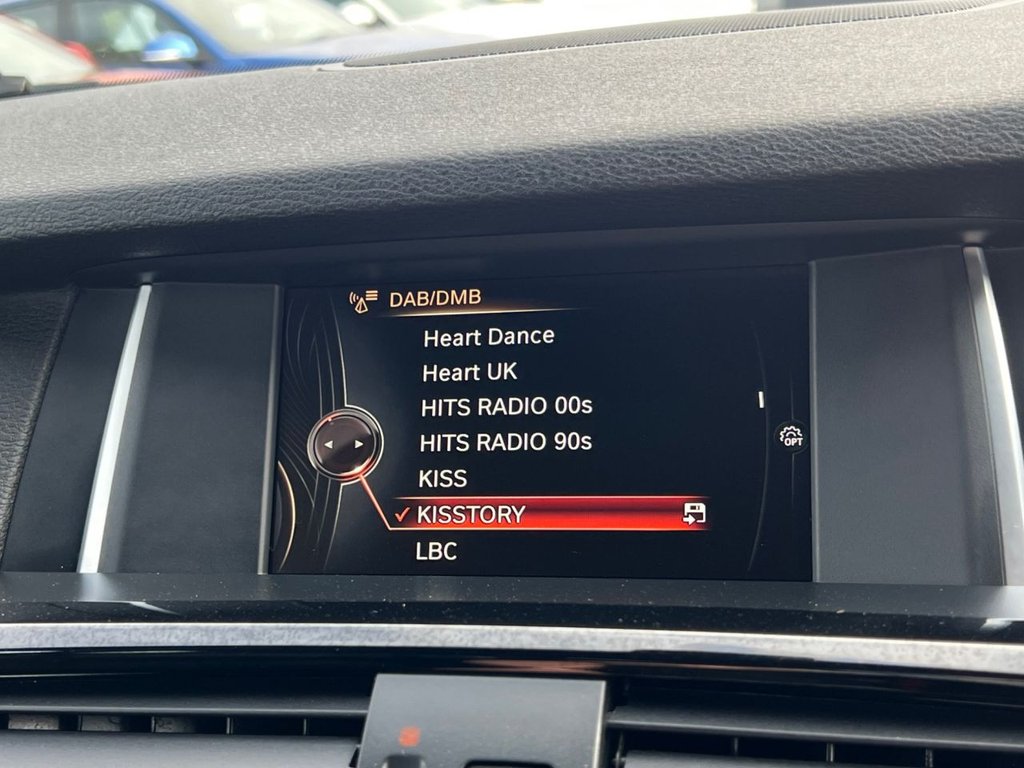 DAB/DMB
Heart Dance
Heart UK
HITS RADIO 00s
HITS RADIO 90s
OPT
KISS
KISSTORY
LBC